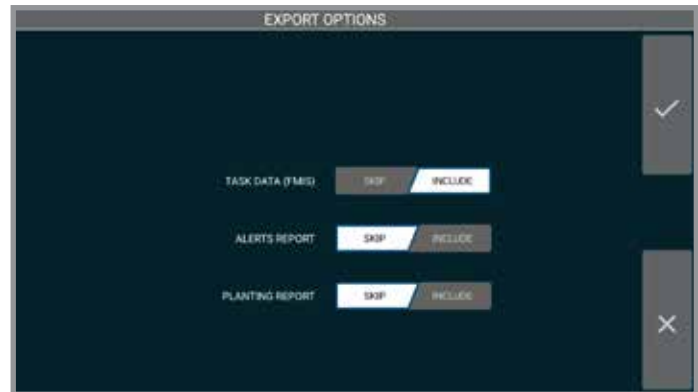 EXPORT OPTIONS
TASK DATA (FMIS) SKIP INCLUDE
ALERTS REPORT SKIP INCLUDE
PLANTING REPORT SKIP INCLUDE